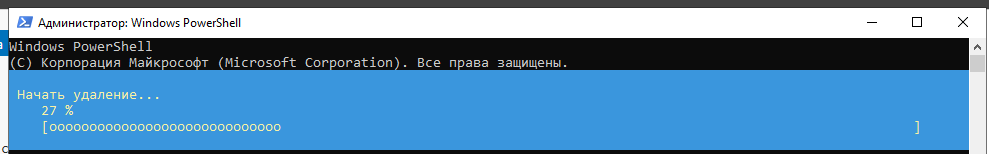 Администратор: Windows PowerShell
Windows PowerShell
(C) Корпорация Майкрософт (Microsoft Corporation). Все права защищены.
Начать удаление...
27 %
[ooooooooooooooooooooooooooooo ]